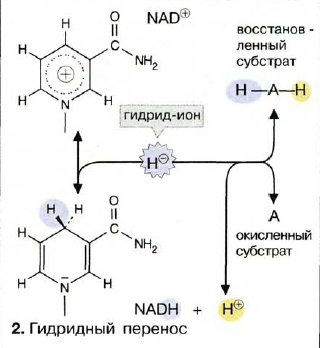 NAD⊕
восстанов-
ленный
субстрат
H O
H C
NH₂
⊕
H N H
H—A—H
гидрид-ион
H⊖
H H O
H C
NH₂
H N H
A
окисленный
субстрат
NADH + H⊕
2. Гидридный перенос